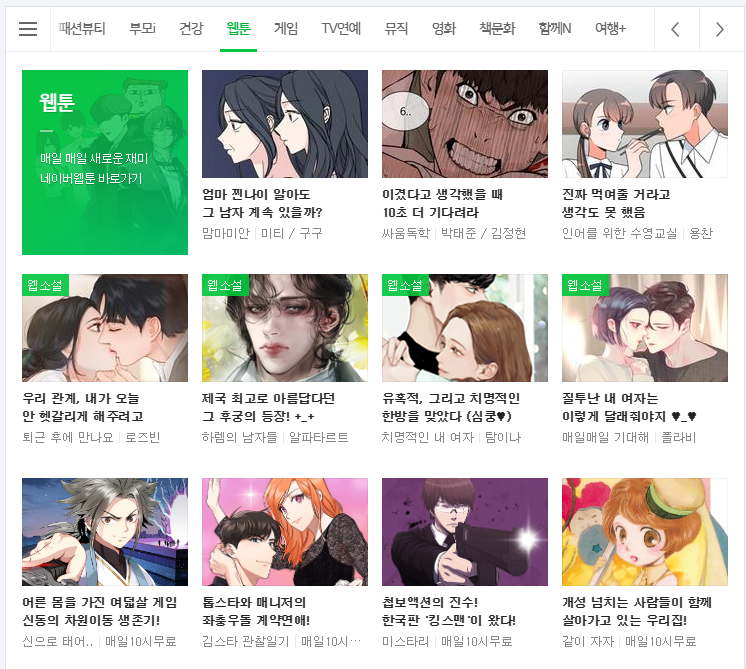 패션뷰티 부모i 건강 웹툰 게임 TV연예 뮤직 영화 책문화 함께N 여행+
웹툰
매일 매일 새로운 재미
네이버웹툰 바로가기
엄마 찐나이 알아도
그 남자 계속 있을까?
맘마미안 | 미티 / 구구
6..
이겼다고 생각했을 때
10초 더 기다려라
싸움독학 | 박태준 / 김정현
진짜 먹여줄 거라고
생각도 못 했음
인어를 위한 수영교실 | 용찬
웹소설
우리 관계, 내가 오늘
안 헷갈리게 해주려고
퇴근 후에 만나요 | 로즈빈
웹소설
제국 최고로 아름답다던
그 후궁의 등장! +_+
하렘의 남자들 | 알파타르트
웹소설
유혹적, 그리고 치명적인
한방을 맞았다 (심쿵♥)
치명적인 내 여자 | 탐이나
웹소설
질투난 내 여자는
이렇게 달래줘야지 ♥_♥
매일매일 기대해 | 플라비
어른 몸을 가진 여덟살 게임
신동의 차원이동 생존기!
신으로 태어.. | 매일10시무료
톱스타와 매니저의
좌충우돌 계약연애!
김스타 관찰일기 | 매일10시…
첩보액션의 진수!
한국판 '킹스맨'이 왔다!
미스타리 | 매일10시무료
개성 넘치는 사람들이 함께
살아가고 있는 우리집!
같이 자자 | 매일10시무료